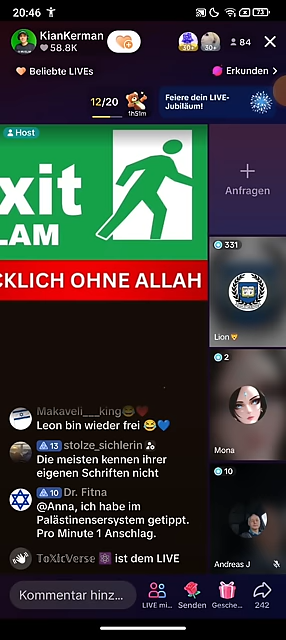 20:46
73
KianKerman
58.8K
30+
30+
84
Beliebte LIVEs
Erkunden
12/20
1h51m
Feiere dein LIVE-
Jubiläum!
Host
xit
LAM
CKLICH OHNE ALLAH
Anfragen
331
Lion
2
Mona
10
Andreas J
Makaveli___king😂❤️
Leon bin wieder frei 😂💙
13 stolze_sichlerin
Die meisten kennen ihrer
eigenen Schriften nicht
10 Dr. Fitna
@Anna, ich habe im
Palästinensersystem getippt.
Pro Minute 1 Anschlag.
ToXicVerse ⚛️ ist dem LIVE
Kommentar hinz...
LIVE mi...
Senden
Gesche...
242